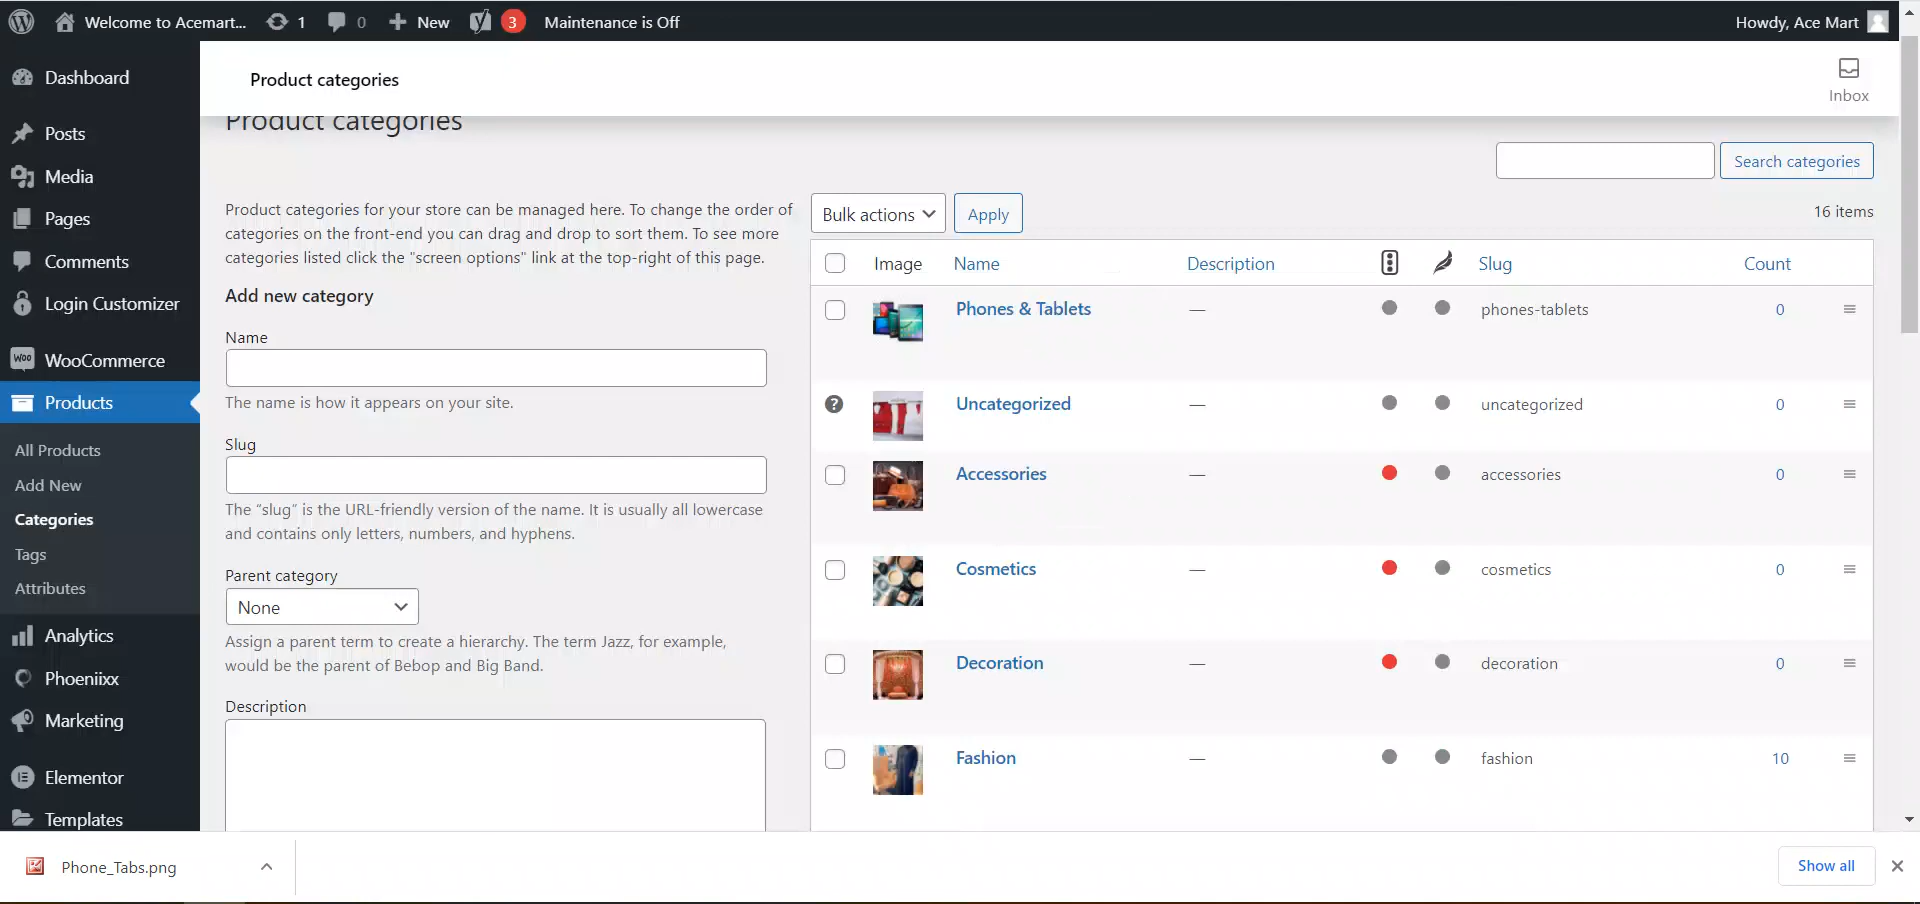 Welcome to Acemart...
1
0
New
3
Maintenance is Off
Howdy, Ace Mart
Dashboard
Posts
Media
Pages
Comments
Login Customizer
WooCommerce
Products
All Products
Add New
Categories
Tags
Attributes
Analytics
Phoeniixx
Marketing
Elementor
Templates
Product categories
Inbox
Product categories
Search categories
Product categories for your store can be managed here. To change the order of
categories on the front-end you can drag and drop to sort them. To see more
categories listed click the "screen options" link at the top-right of this page.
Add new category
Name
The name is how it appears on your site.
Slug
The “slug” is the URL-friendly version of the name. It is usually all lowercase
and contains only letters, numbers, and hyphens.
Parent category
None
Assign a parent term to create a hierarchy. The term Jazz, for example,
would be the parent of Bebop and Big Band.
Description
Bulk actions
Apply
16 items
Image Name Description Slug Count
Phones & Tablets — phones-tablets 0
Uncategorized — uncategorized 0
Accessories — accessories 0
Cosmetics — cosmetics 0
Decoration — decoration 0
Fashion — fashion 10
Phone_Tabs.png
Show all